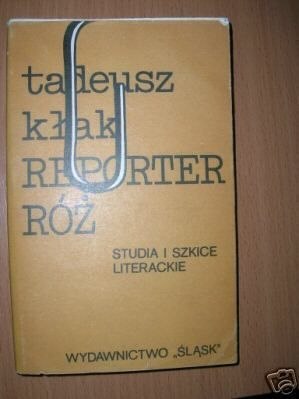 tadeusz
kłak
REPORTER
RÓŻ
STUDIA I SZKICE
LITERACKIE
WYDAWNICTWO „ŚLĄSK"